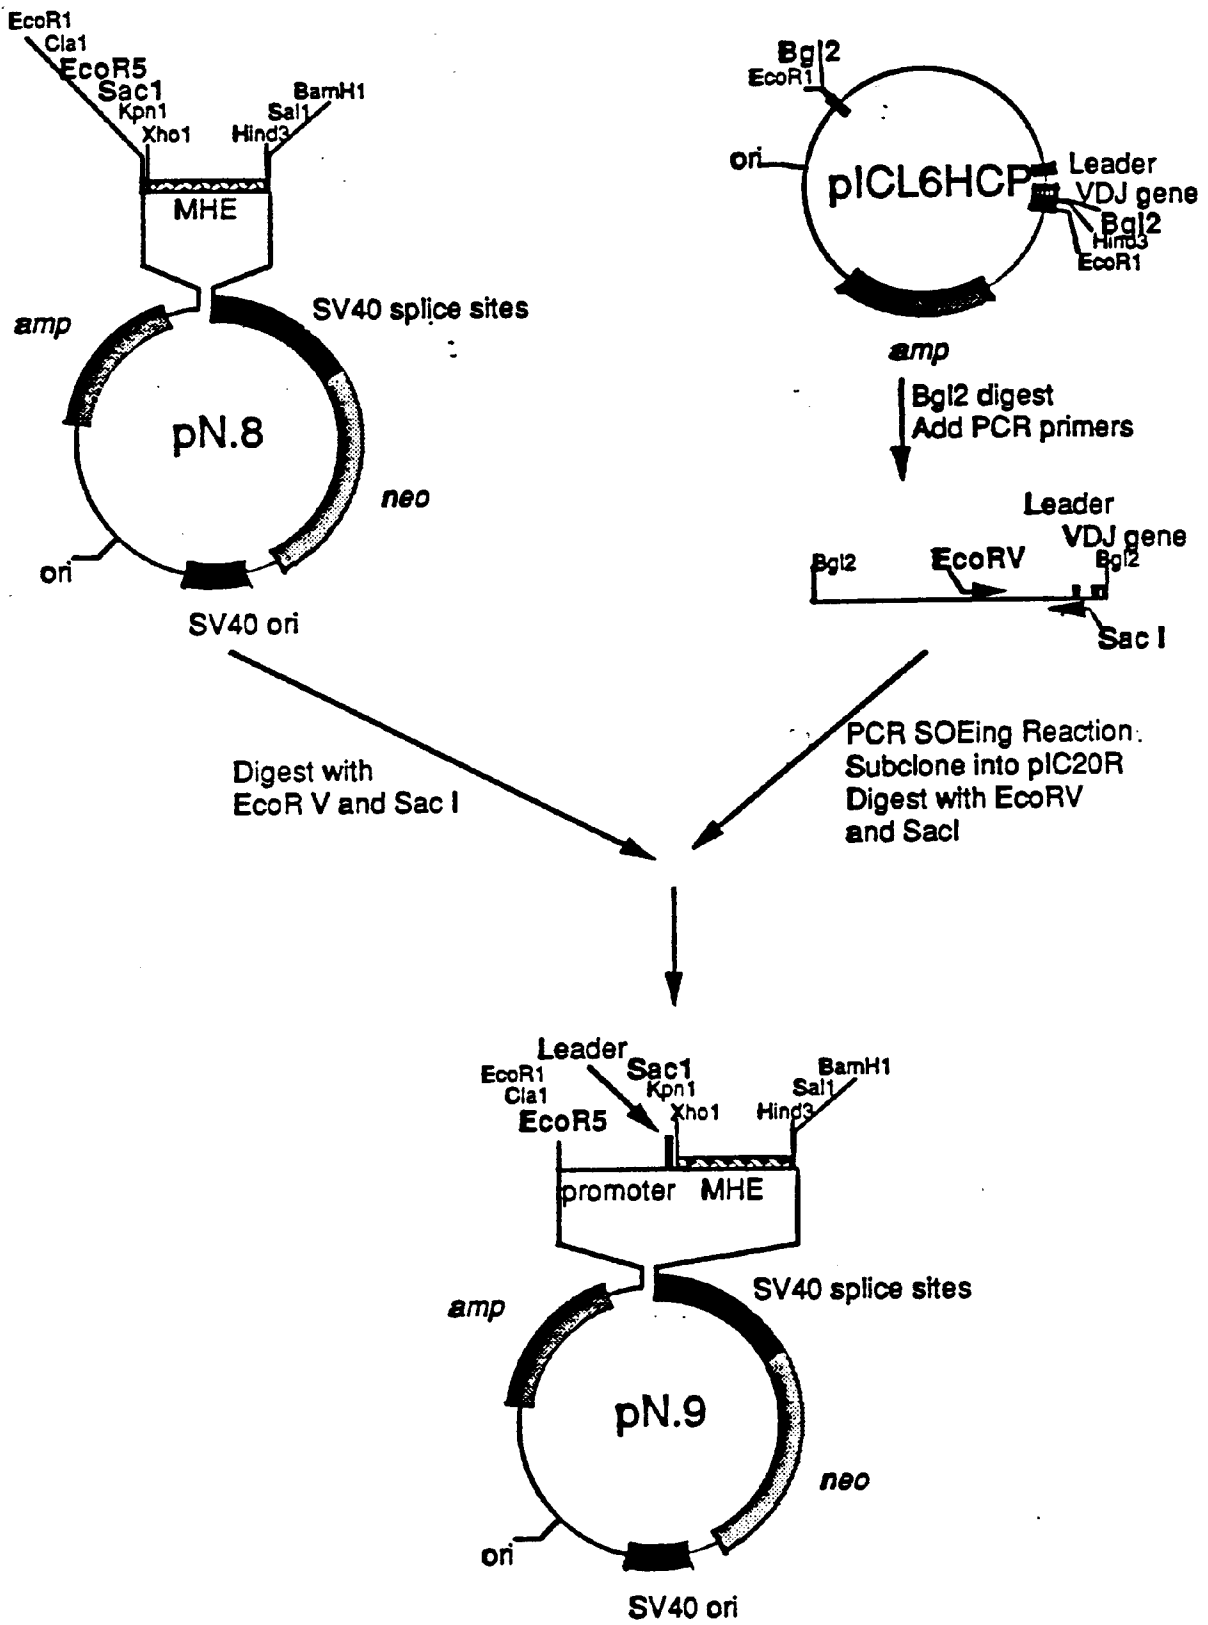 EcoR1
Cla1
EcoR5
Sac1
Kpn1
Xho1
BamH1
Sal1
Hind3
MHE
amp
SV40 splice sites
pN.8
neo
ori
SV40 ori
Bgl2
EcoR1
ori
pICL6HCP
Leader
VDJ gene
Bgl2
Hind3
EcoR1
amp
Bgl2 digest
Add PCR primers
Leader
VDJ gene
Bgl2
EcoRV
Bgl2
Sac I
Digest with
EcoR V and Sac I
PCR SOEing Reaction.
Subclone into pIC20R
Digest with EcoRV
and SacI
Leader
EcoR1
Cla1
EcoR5
Sac1
Kpn1
Xho1
BamH1
Sal1
Hind3
promoter MHE
amp
SV40 splice sites
pN.9
neo
ori
SV40 ori